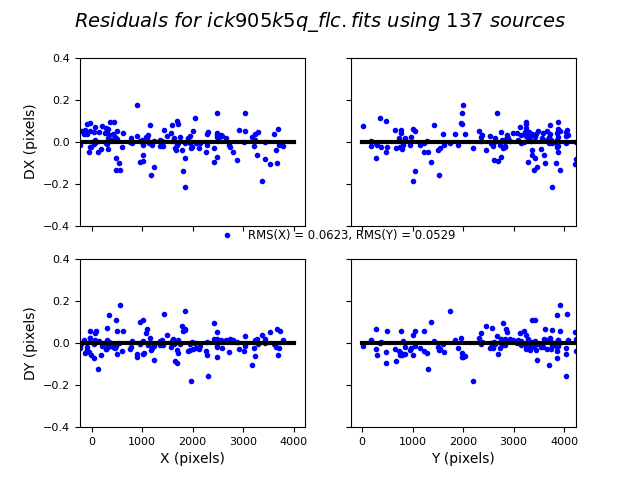 Residuals for ick905k5q_flc.fits using 137 sources
0.4
0.2
0.0
−0.2
−0.4
DX (pixels)
RMS(X) = 0.0623, RMS(Y) = 0.0529
0.4
0.2
0.0
−0.2
−0.4
DY (pixels)
0 1000 2000 3000 4000
0 1000 2000 3000 4000
X (pixels)
Y (pixels)